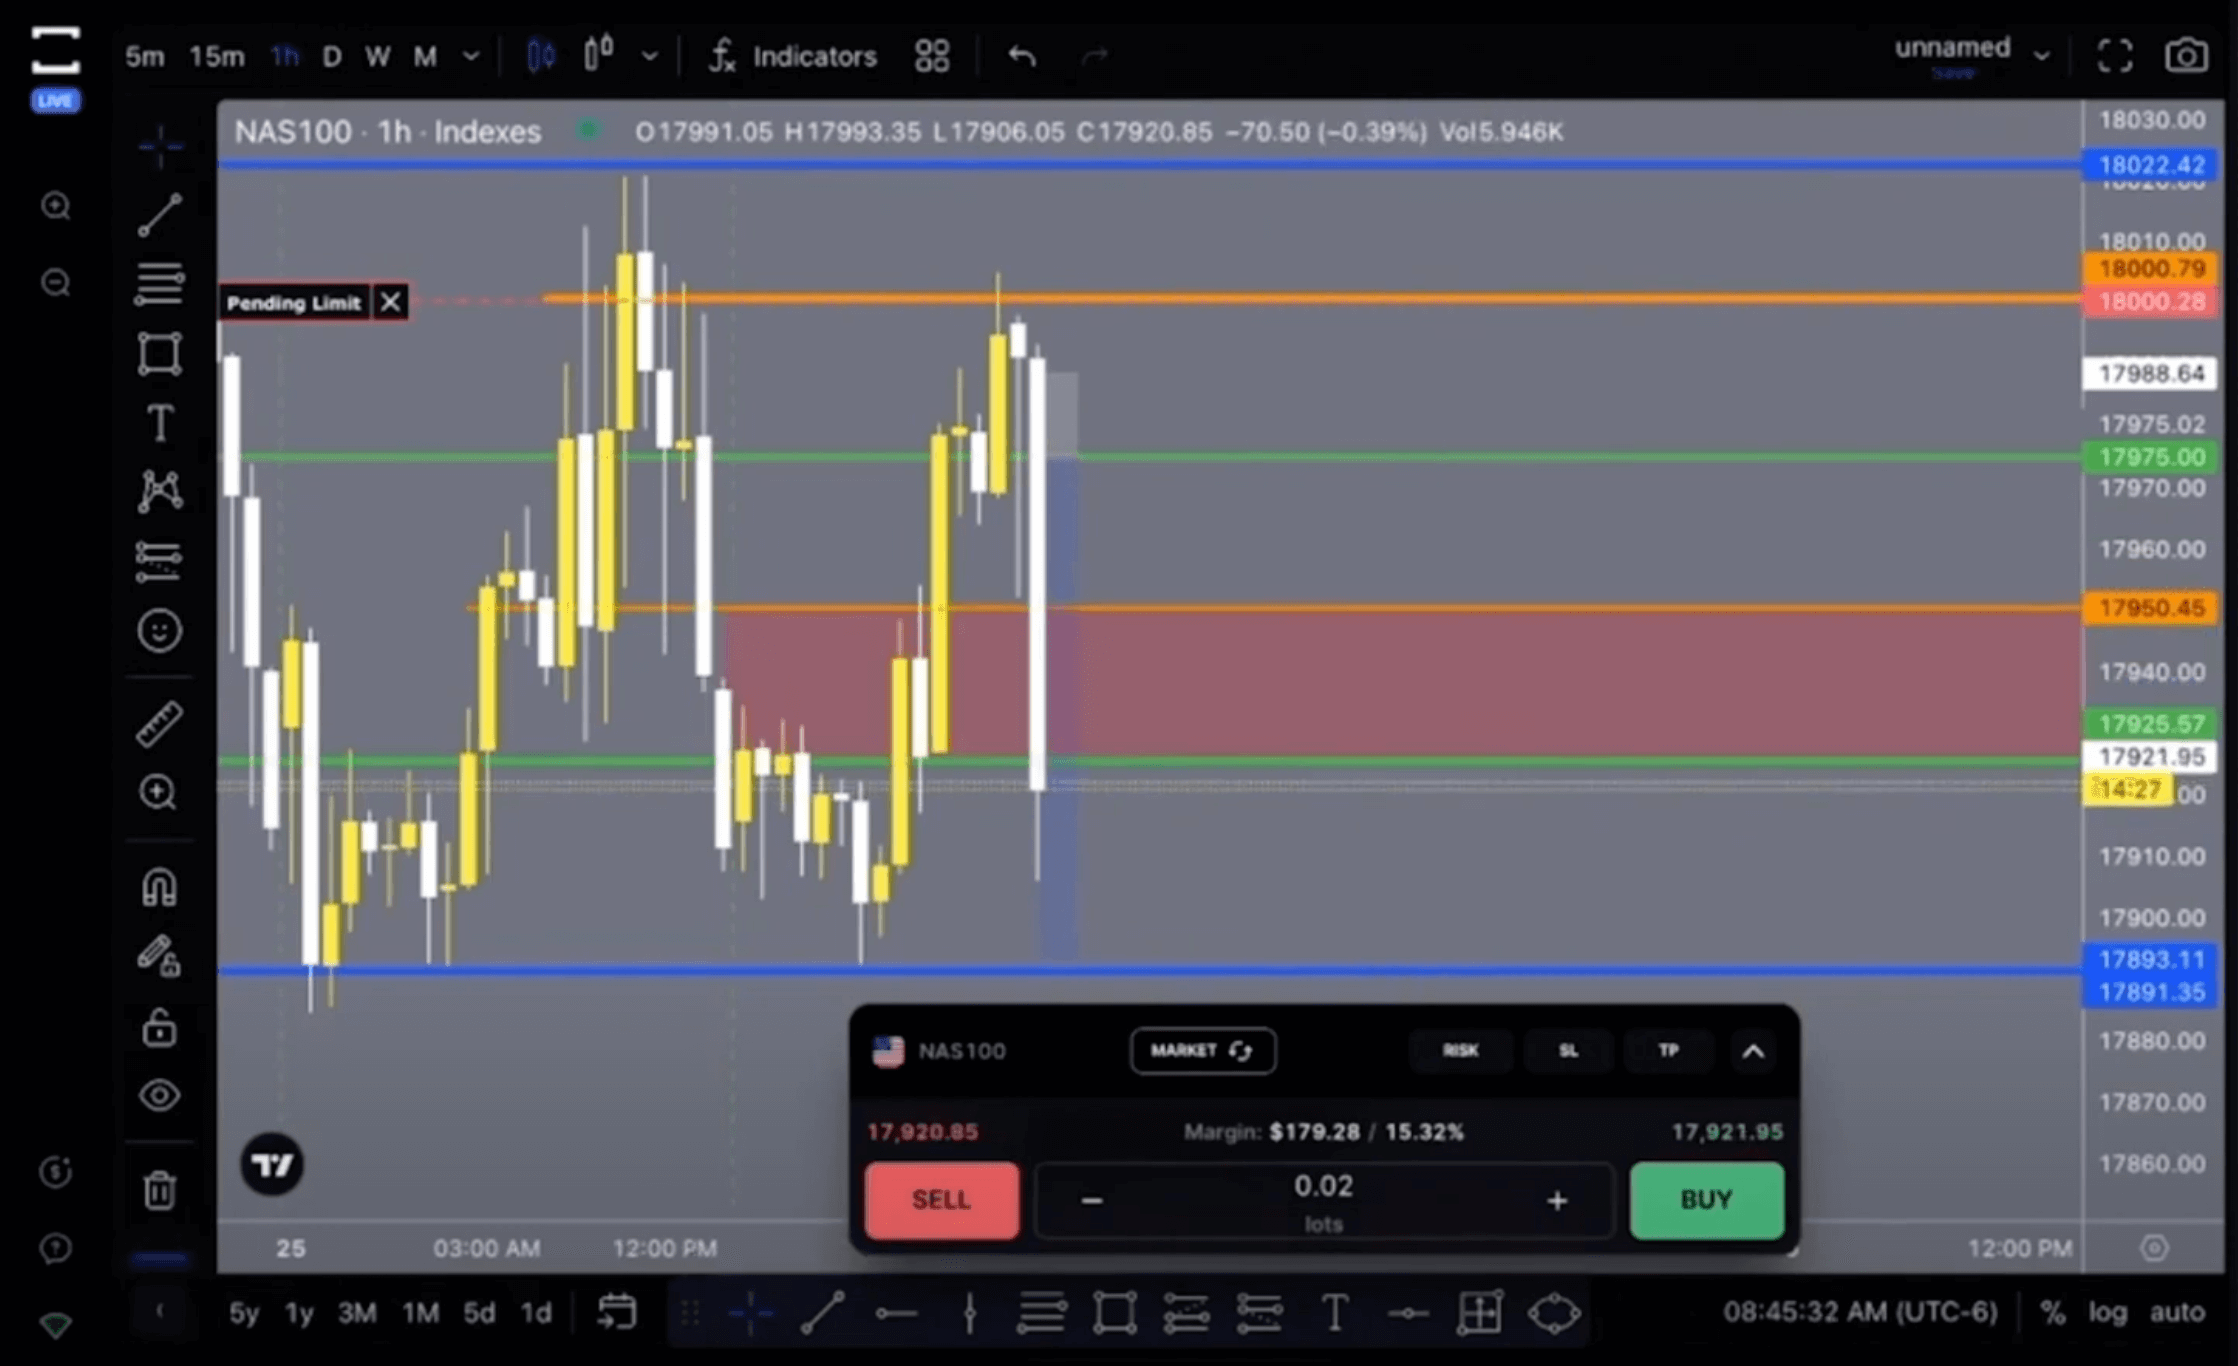 5m 15m 1h D W M Indicators unnamed
Save
LIVE
NAS100 · 1h · Indexes O17991.05 H17993.35 L17906.05 C17920.85 −70.50 (−0.39%) Vol5.946K
18030.00
18022.42
18020.00
18010.00
18000.79
Pending Limit
18000.28
17988.64
17975.02
17975.00
17970.00
17960.00
17950.45
17940.00
17925.57
17921.95
14:27
17910.00
17900.00
17893.11
17891.35
17880.00
17870.00
17860.00
NAS100 MARKET RISK SL TP
17,920.85 Margin: $179.28 / 15.32% 17,921.95
SELL − 0.02 + BUY
lots
25 03:00 AM 12:00 PM 12:00 PM
5y 1y 3M 1M 5d 1d 08:45:32 AM (UTC-6) % log auto